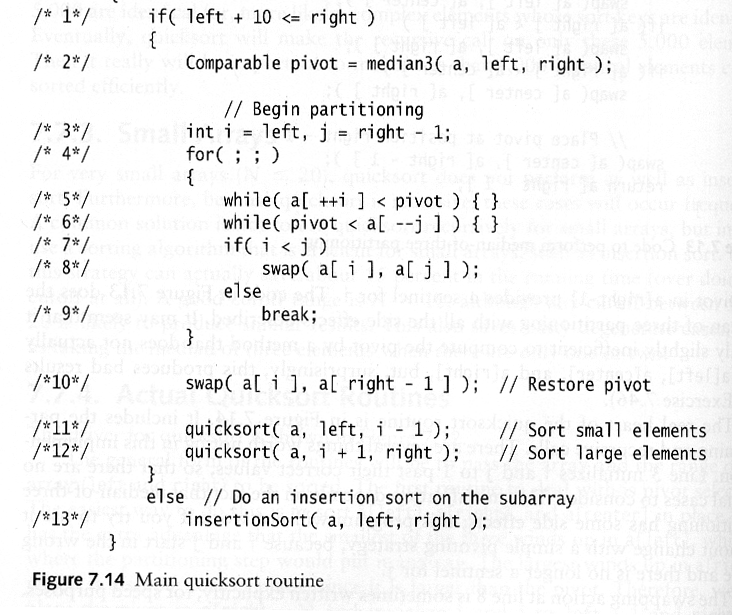 /* 1*/ if( left + 10 <= right )
{
/* 2*/ Comparable pivot = median3( a, left, right );
// Begin partitioning
/* 3*/ int i = left, j = right - 1;
/* 4*/ for( ; ; )
{
/* 5*/ while( a[ ++i ] < pivot ) { }
/* 6*/ while( pivot < a[ --j ] ) { }
/* 7*/ if( i < j )
/* 8*/ swap( a[ i ], a[ j ] );
else
/* 9*/ break;
}
/*10*/ swap( a[ i ], a[ right - 1 ] ); // Restore pivot
/*11*/ quicksort( a, left, i - 1 ); // Sort small elements
/*12*/ quicksort( a, i + 1, right ); // Sort large elements
}
else // Do an insertion sort on the subarray
/*13*/ insertionSort( a, left, right );
}
Figure 7.14 Main quicksort routine